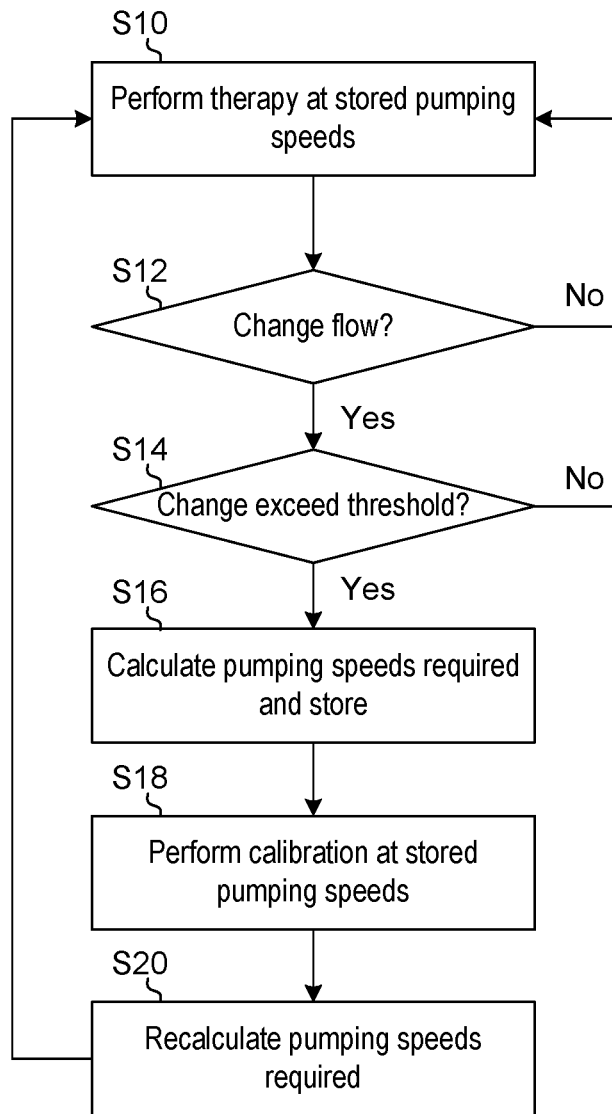 S10
Perform therapy at stored pumping
speeds
S12
Change flow?
No
Yes
S14
Change exceed threshold?
No
Yes
S16
Calculate pumping speeds required
and store
S18
Perform calibration at stored
pumping speeds
S20
Recalculate pumping speeds
required